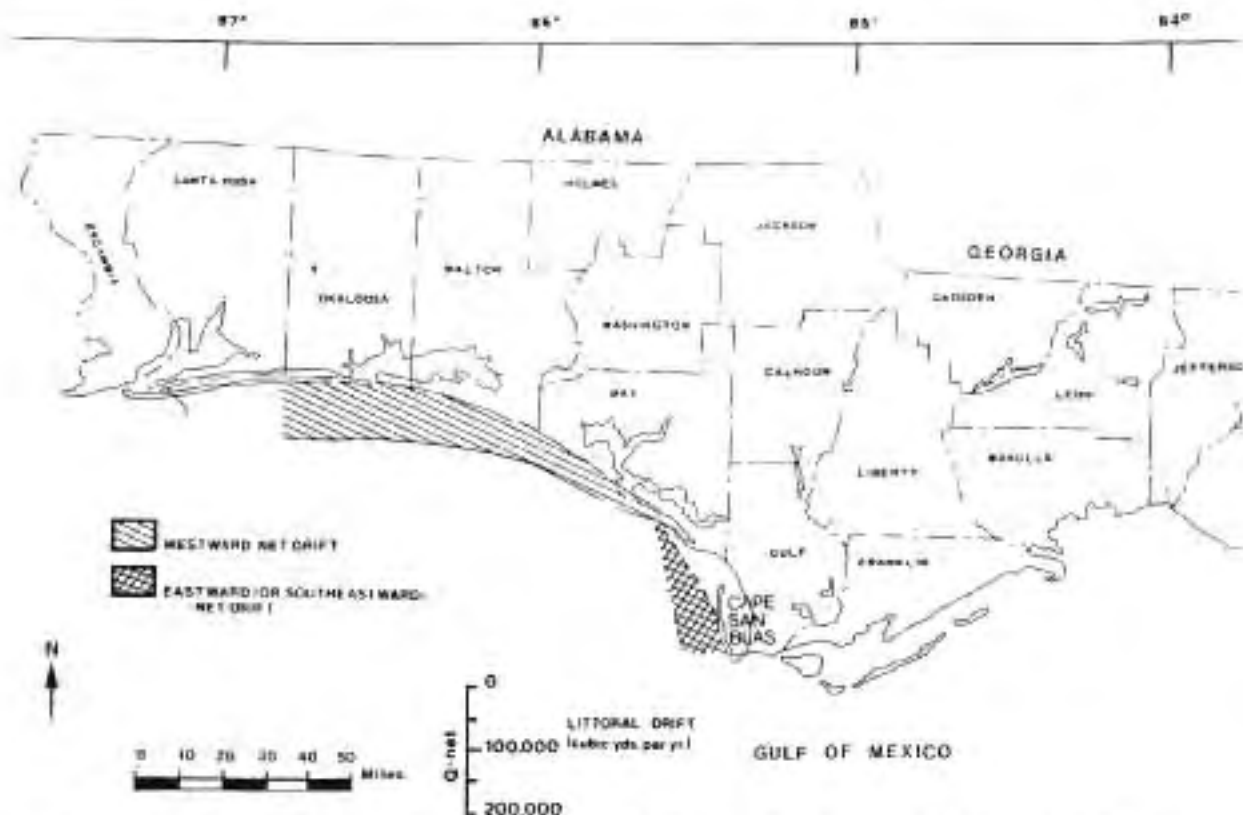 87° 86° 85° 84°
ALABAMA
SANTA ROSA
HOLMES
JACKSON
ESCAMBIA
GEORGIA
WALTON
GADSDEN
OKALOOSA
WASHINGTON
CALHOUN
JEFFERSO
BAY
LEON
LIBERTY
WAKULLA
WESTWARD NET DRIFT
GULF
FRANKLIN
EASTWARD/OR SOUTHEASTWARD-
NET DRIFT
CAPE
SAN
BLAS
N
0
LITTORAL DRIFT
(cubic yds. per yr.)
Q-net
100,000
GULF OF MEXICO
0 10 20 30 40 50
Miles.
200,000